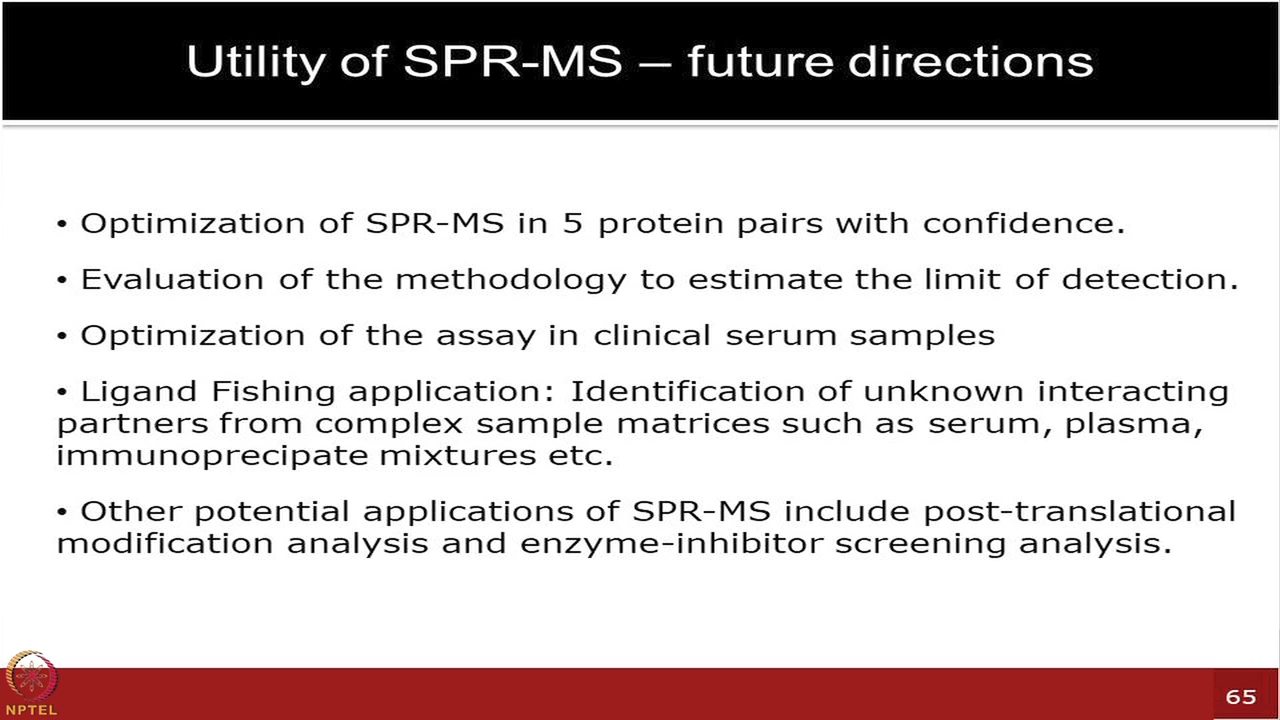 Utility of SPR-MS – future directions
• Optimization of SPR-MS in 5 protein pairs with confidence.
• Evaluation of the methodology to estimate the limit of detection.
• Optimization of the assay in clinical serum samples
• Ligand Fishing application: Identification of unknown interacting
partners from complex sample matrices such as serum, plasma,
immunoprecipate mixtures etc.
• Other potential applications of SPR-MS include post-translational
modification analysis and enzyme-inhibitor screening analysis.
NPTEL
65